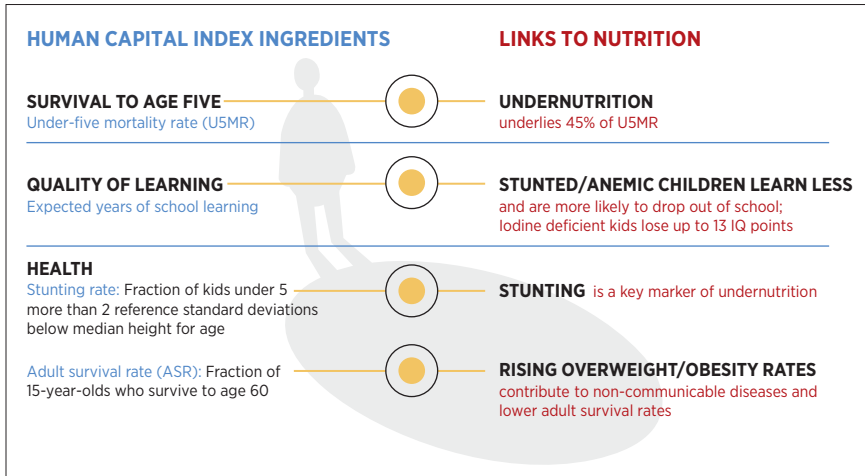 HUMAN CAPITAL INDEX INGREDIENTS
LINKS TO NUTRITION
SURVIVAL TO AGE FIVE
Under-five mortality rate (U5MR)
UNDERNUTRITION
underlies 45% of U5MR
QUALITY OF LEARNING
Expected years of school learning
STUNTED/ANEMIC CHILDREN LEARN LESS
and are more likely to drop out of school;
Iodine deficient kids lose up to 13 IQ points
HEALTH
Stunting rate: Fraction of kids under 5
more than 2 reference standard deviations
below median height for age
STUNTING is a key marker of undernutrition
Adult survival rate (ASR): Fraction of
15-year-olds who survive to age 60
RISING OVERWEIGHT/OBESITY RATES
contribute to non-communicable diseases and
lower adult survival rates